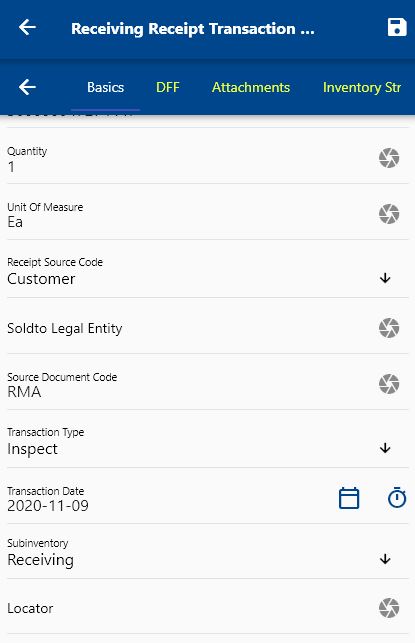 Receiving Receipt Transaction ...
Basics DFF Attachments Inventory Str
Quantity
1
Unit Of Measure
Ea
Receipt Source Code
Customer
Soldto Legal Entity
Source Document Code
RMA
Transaction Type
Inspect
Transaction Date
2020-11-09
Subinventory
Receiving
Locator